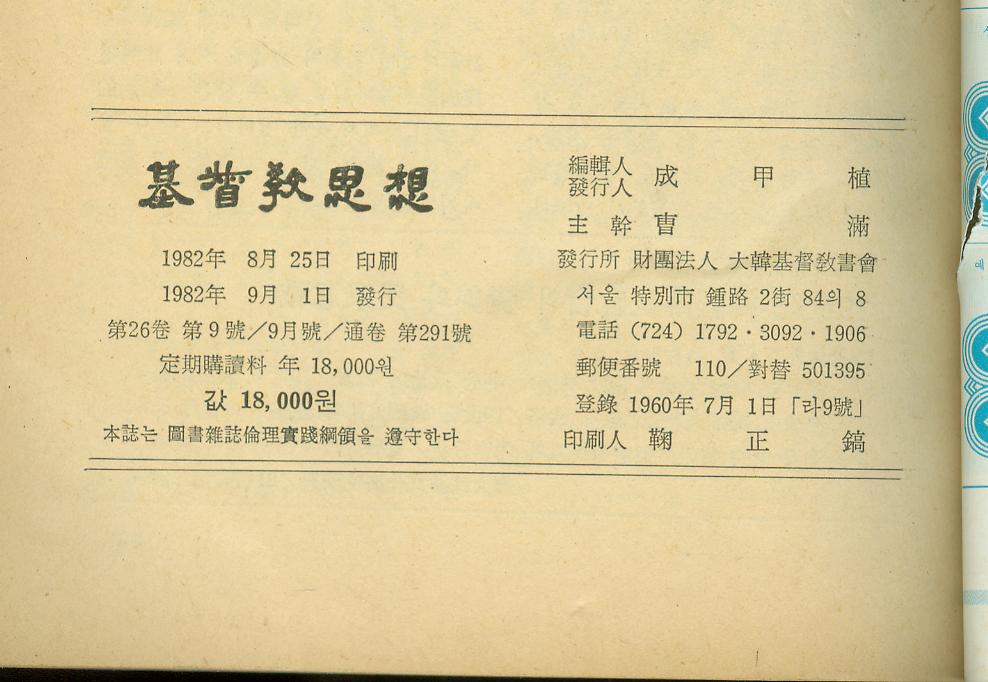 基督敎思想
1982年 8月 25日 印刷
1982年 9月 1日 發行
第26卷 第9號／9月號／通卷 第291號
定期購讀料 年 18,000원
값 18,000원
本誌는 圖書雜誌倫理實踐綱領을 遵守한다
編輯人
發行人 成甲植
主幹 曺滿
發行所 財團法人 大韓基督敎書會
서울 特別市 鍾路 2街 84의 8
電話 (724) 1792·3092·1906
郵便番號 110／對替 501395
登錄 1960年 7月 1日「라9號」
印刷人 鞠正鎬